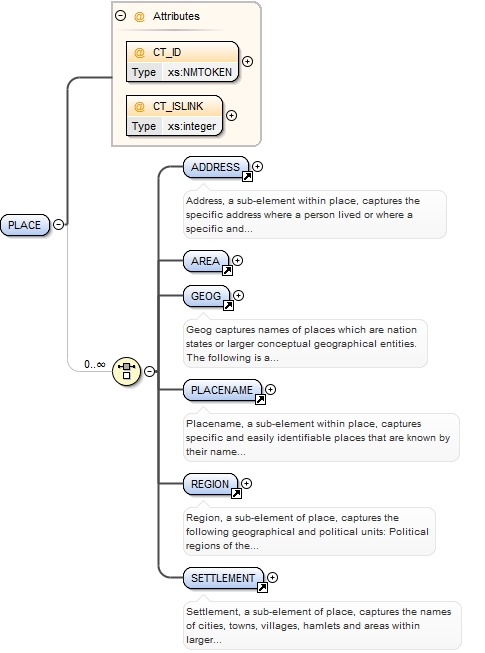 Attributes
CT_ID
Type xs:NMTOKEN
CT_ISLINK
Type xs:integer
PLACE
0..∞
ADDRESS
Address, a sub-element within place, captures the
specific address where a person lived or where a
specific and...
AREA
GEOG
Geog captures names of places which are nation
states or larger conceptual geographical entities.
The following is a...
PLACENAME
Placename, a sub-element within place, captures
specific and easily identifiable places that are known by
their name...
REGION
Region, a sub-element of place, captures the
following geographical and political units: Political
regions of the...
SETTLEMENT
Settlement, a sub-element of place, captures the names
of cities, towns, villages, hamlets and areas within
larger...